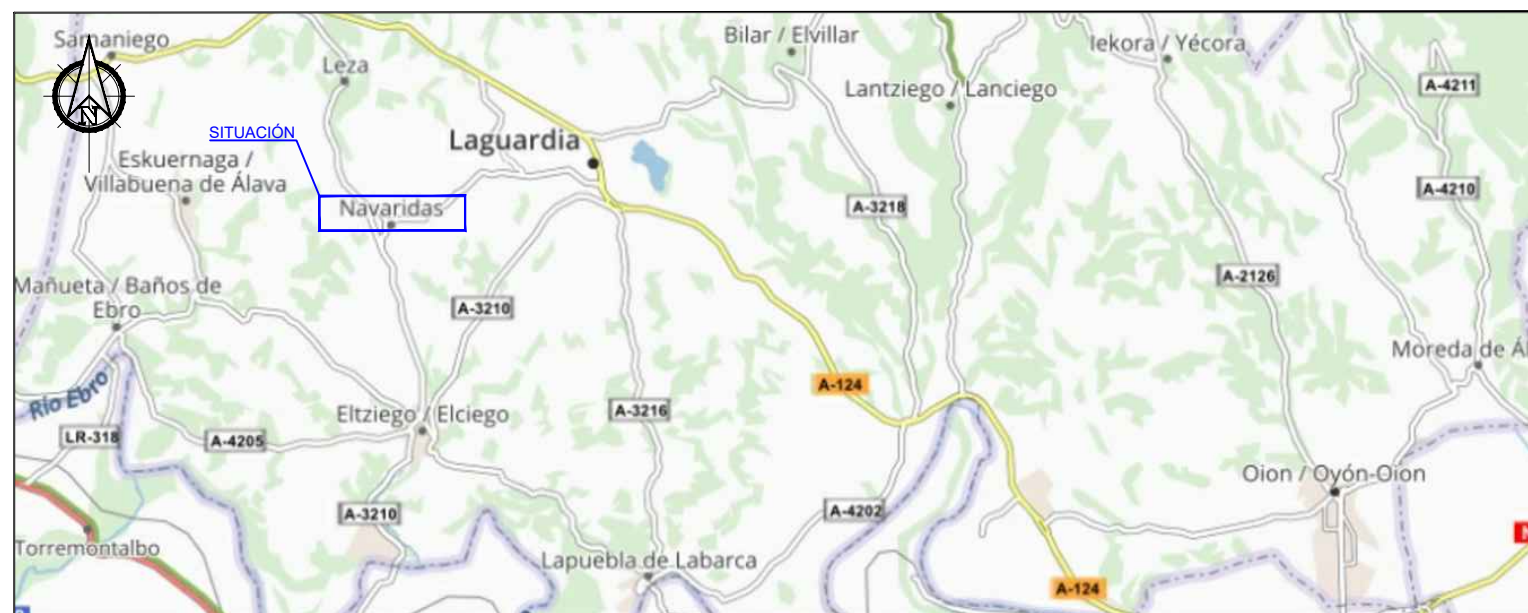 Samaniego
Leza
Bilar / Elvillar
Iekora / Yécora
A-4211
Lantziego / Lanciego
N
SITUACIÓN
Laguardia
Eskuernaga /
Villabuena de Álava
Navaridas
A-3218
A-4210
Mañueta / Baños de
Ebro
A-3210
A-2126
Moreda de Ál
Río Ebro
A-124
Eltziego / Elciego
A-3216
LR-318
A-4205
Oion / Oyón-Oion
A-3210
A-4202
Torremontalbo
Lapuebla de Labarca
A-124